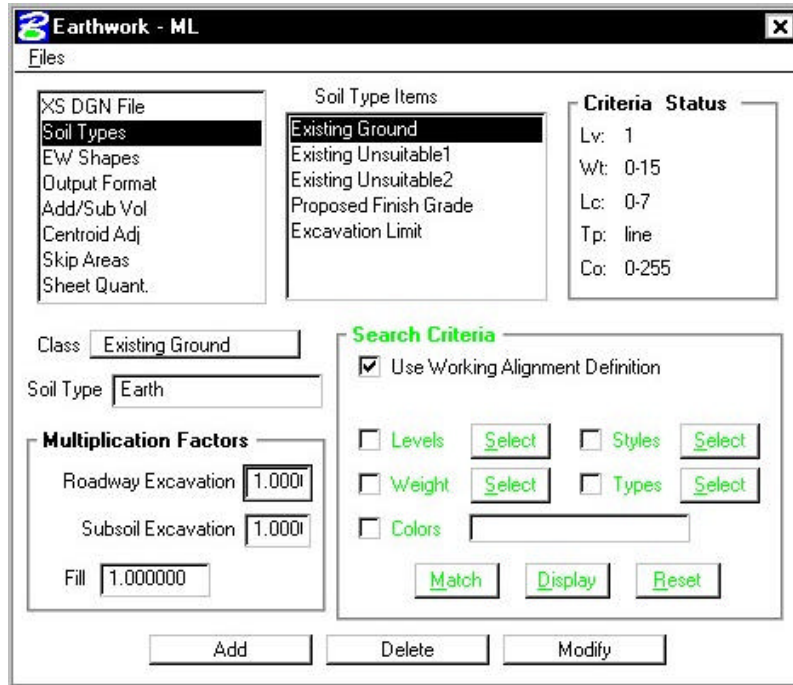 Earthwork - ML
Files
XS DGN File
Soil Types
EW Shapes
Output Format
Add/Sub Vol
Centroid Adj
Skip Areas
Sheet Quant.
Soil Type Items
Existing Ground
Existing Unsuitable1
Existing Unsuitable2
Proposed Finish Grade
Excavation Limit
Criteria Status
Lv: 1
Wt: 0-15
Lc: 0-7
Tp: line
Co: 0-255
Class Existing Ground
Soil Type Earth
Multiplication Factors
Roadway Excavation 1.000
Subsoil Excavation 1.000
Fill 1.000000
Search Criteria
Use Working Alignment Definition
Levels Select Styles Select
Weight Select Types Select
Colors
Match Display Reset
Add Delete Modify